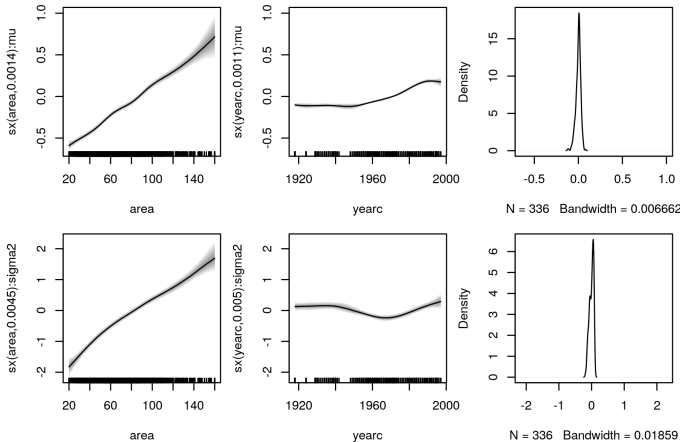 sx(area,0.0014):mu
1.0
0.5
0.0
-0.5
20 60 100 140
area
sx(yearc,0.0011):mu
1.0
0.5
0.0
-0.5
1920 1960 2000
yearc
Density
15
10
5
0
-0.5 0.0 0.5 1.0
N = 336 Bandwidth = 0.006662
sx(area,0.0045):sigma2
2
1
0
-1
-2
20 60 100 140
area
sx(yearc,0.005):sigma2
2
1
0
-1
-2
1920 1960 2000
yearc
Density
6
5
4
3
2
1
0
-2 -1 0 1 2
N = 336 Bandwidth = 0.01859